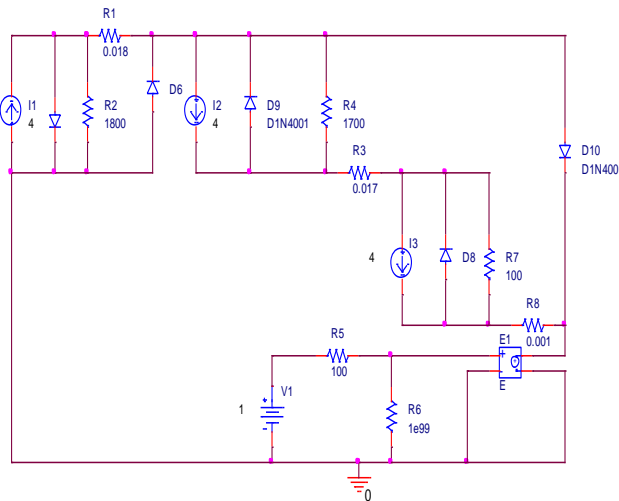 R1
0.018
I1
4
R2
1800
D6
I2
4
D9
D1N4001
R4
1700
D10
D1N400
R3
0.017
I3
4
D8
R7
100
R8
0.001
E1
E
R5
100
V1
1
R6
1e99
0